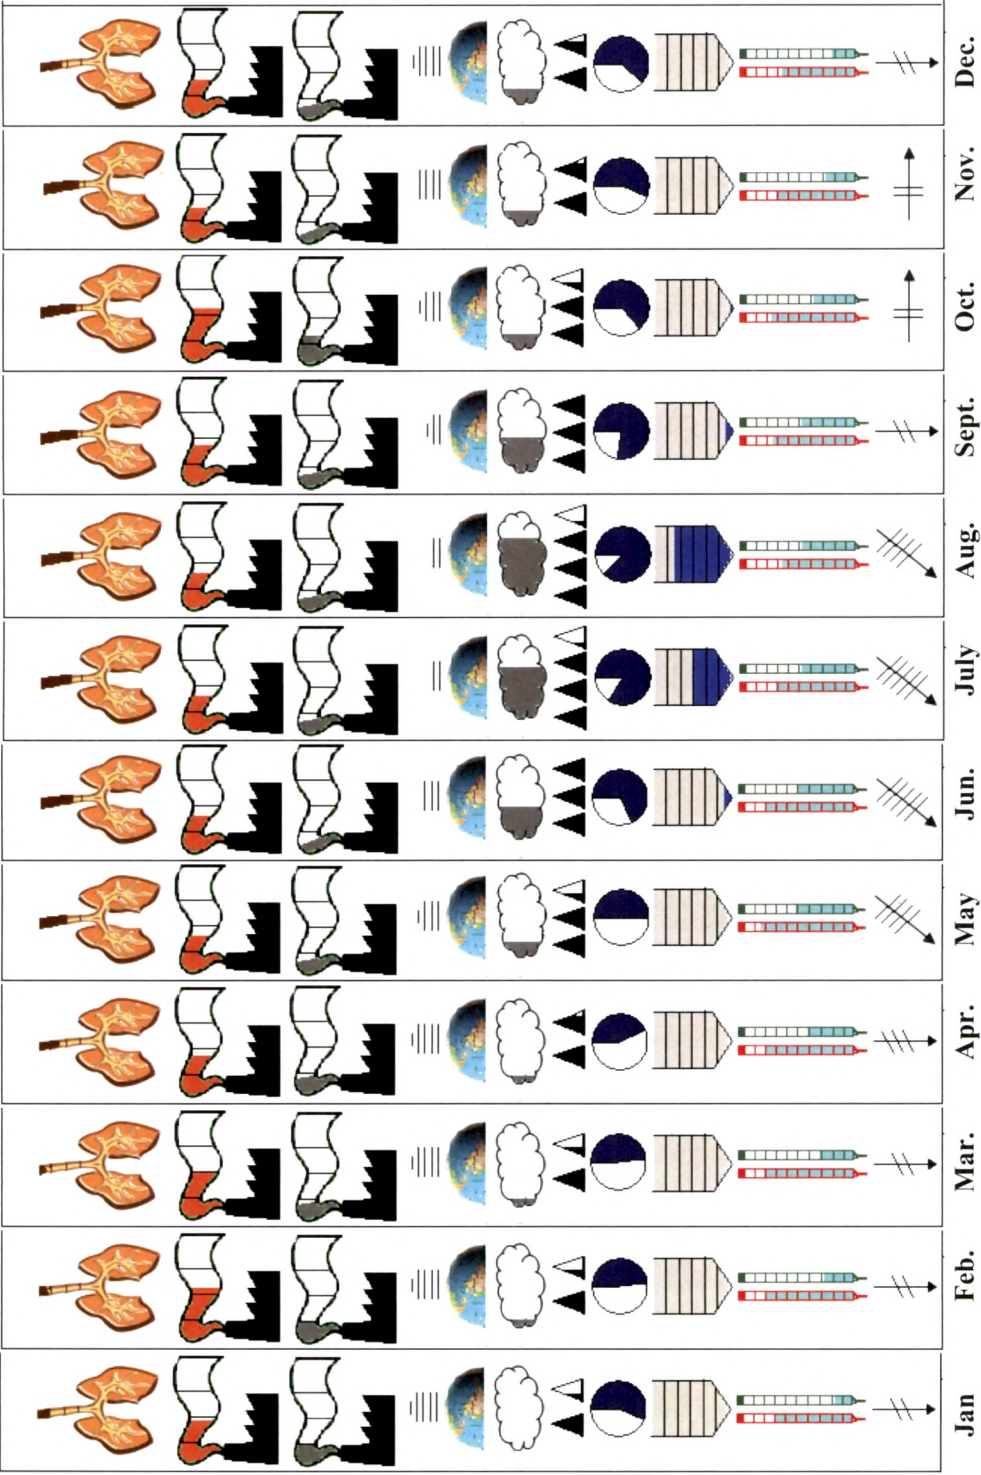 Dec.
Nov.
Oct.
Sept.
Aug.
July
Jun.
May
Apr.
Mar.
Feb.
Jan